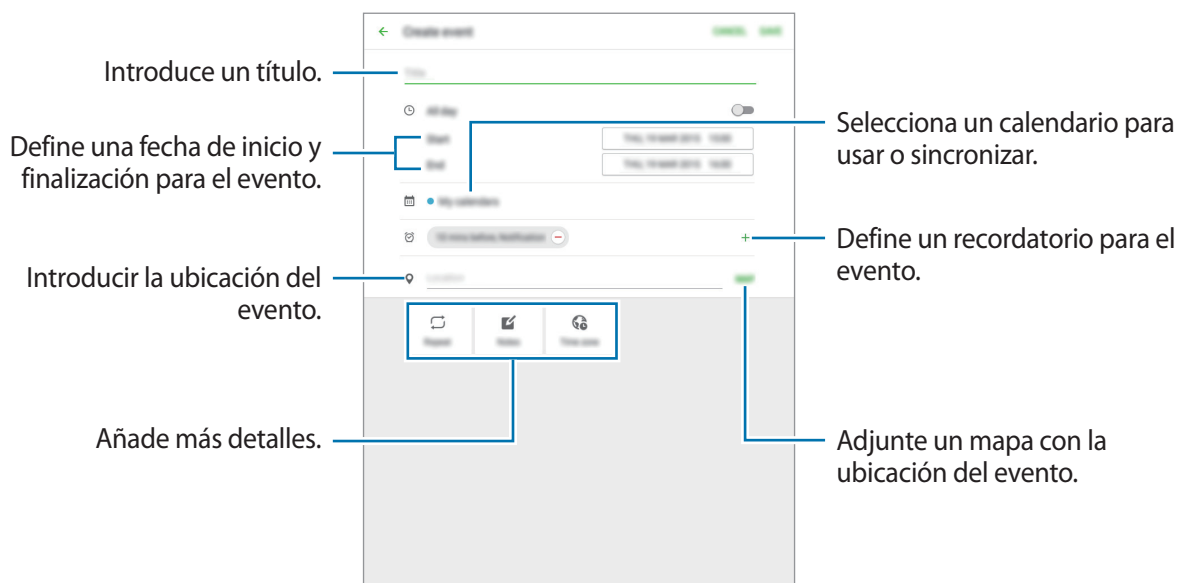 Create event
CANCEL SAVE
Introduce un título.
Title
All day
Start
End
Define una fecha de inicio y
finalización para el evento.
Selecciona un calendario para
usar o sincronizar.
My calendars
Define un recordatorio para el
evento.
Introducir la ubicación del
evento.
Location
Repeat
Notes
Time zone
Añade más detalles.
Adjunte un mapa con la
ubicación del evento.